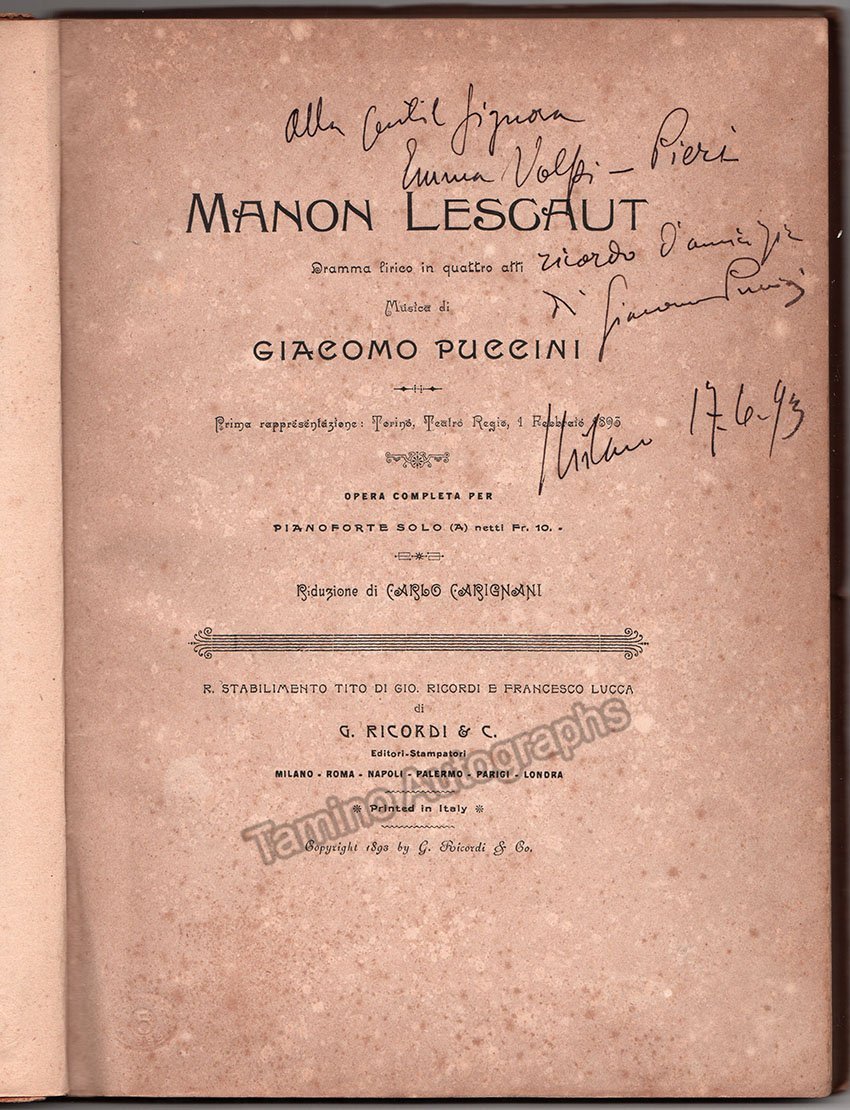 Alla Gentil Signora
Emma Volpi - Pieri
MANON LESCAUT
Dramma lirico in quattro atti
ricordo d'amicizia
Musica di
di Giacomo Puccini
GIACOMO PUCCINI
Prima rappresentazione: Torino, Teatro Regio, 1 Febbraio 1893
Milano 17.6.93
OPERA COMPLETA PER
PIANOFORTE SOLO (A) netti Fr. 10. -
Riduzione di CARLO CARIGNANI
R. STABILIMENTO TITO DI GIO. RICORDI E FRANCESCO LUCCA
di
G. RICORDI & C.
Editori-Stampatori
MILANO - ROMA - NAPOLI - PALERMO - PARIGI - LONDRA
Tamino Autographs
Printed in Italy
Copyright 1893 by G. Ricordi & Co.